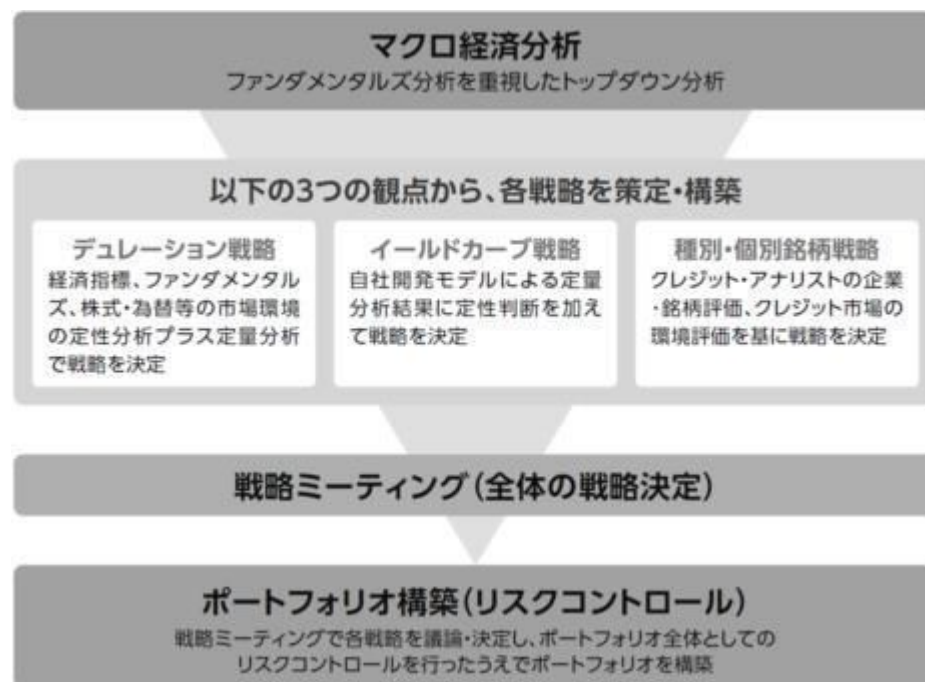 マクロ経済分析
ファンダメンタルズ分析を重視したトップダウン分析
以下の3つの観点から、各戦略を策定・構築
デュレーション戦略
経済指標、ファンダメンタル
ズ、株式・為替等の市場環境
の定性分析プラス定量分析
で戦略を決定
イールドカーブ戦略
自社開発モデルによる定量
分析結果に定性判断を加え
て戦略を決定
種別・個別銘柄戦略
クレジット・アナリストの企業
・銘柄評価、クレジット市場の
環境評価を基に戦略を決定
戦略ミーティング(全体の戦略決定)
ポートフォリオ構築(リスクコントロール)
戦略ミーティングで各戦略を議論・決定し、ポートフォリオ全体としての
リスクコントロールを行ったうえでポートフォリオを構築